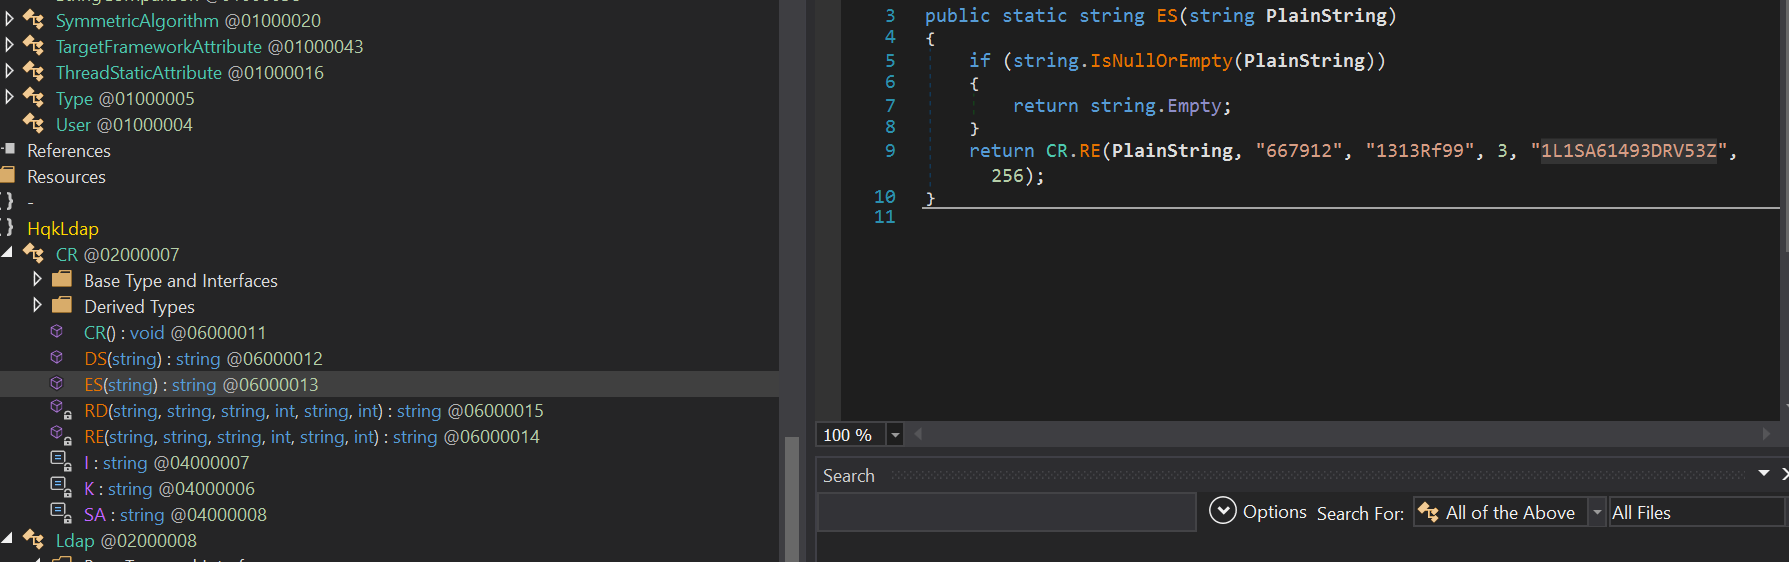 SymmetricAlgorithm @01000020
TargetFrameworkAttribute @01000043
ThreadStaticAttribute @01000016
Type @01000005
User @01000004
References
Resources
{ } -
{ } HqkLdap
CR @02000007
Base Type and Interfaces
Derived Types
CR() : void @06000011
DS(string) : string @06000012
ES(string) : string @06000013
RD(string, string, string, int, string, int) : string @06000015
RE(string, string, string, int, string, int) : string @06000014
I : string @04000007
K : string @04000006
SA : string @04000008
Ldap @02000008
3 public static string ES(string PlainString)
4 {
5 if (string.IsNullOrEmpty(PlainString))
6 {
7 return string.Empty;
8 }
9 return CR.RE(PlainString, "667912", "1313Rf99", 3, "1L1SA61493DRV53Z",
256);
10 }
11
100 %
Search
Options Search For: All of the Above All Files